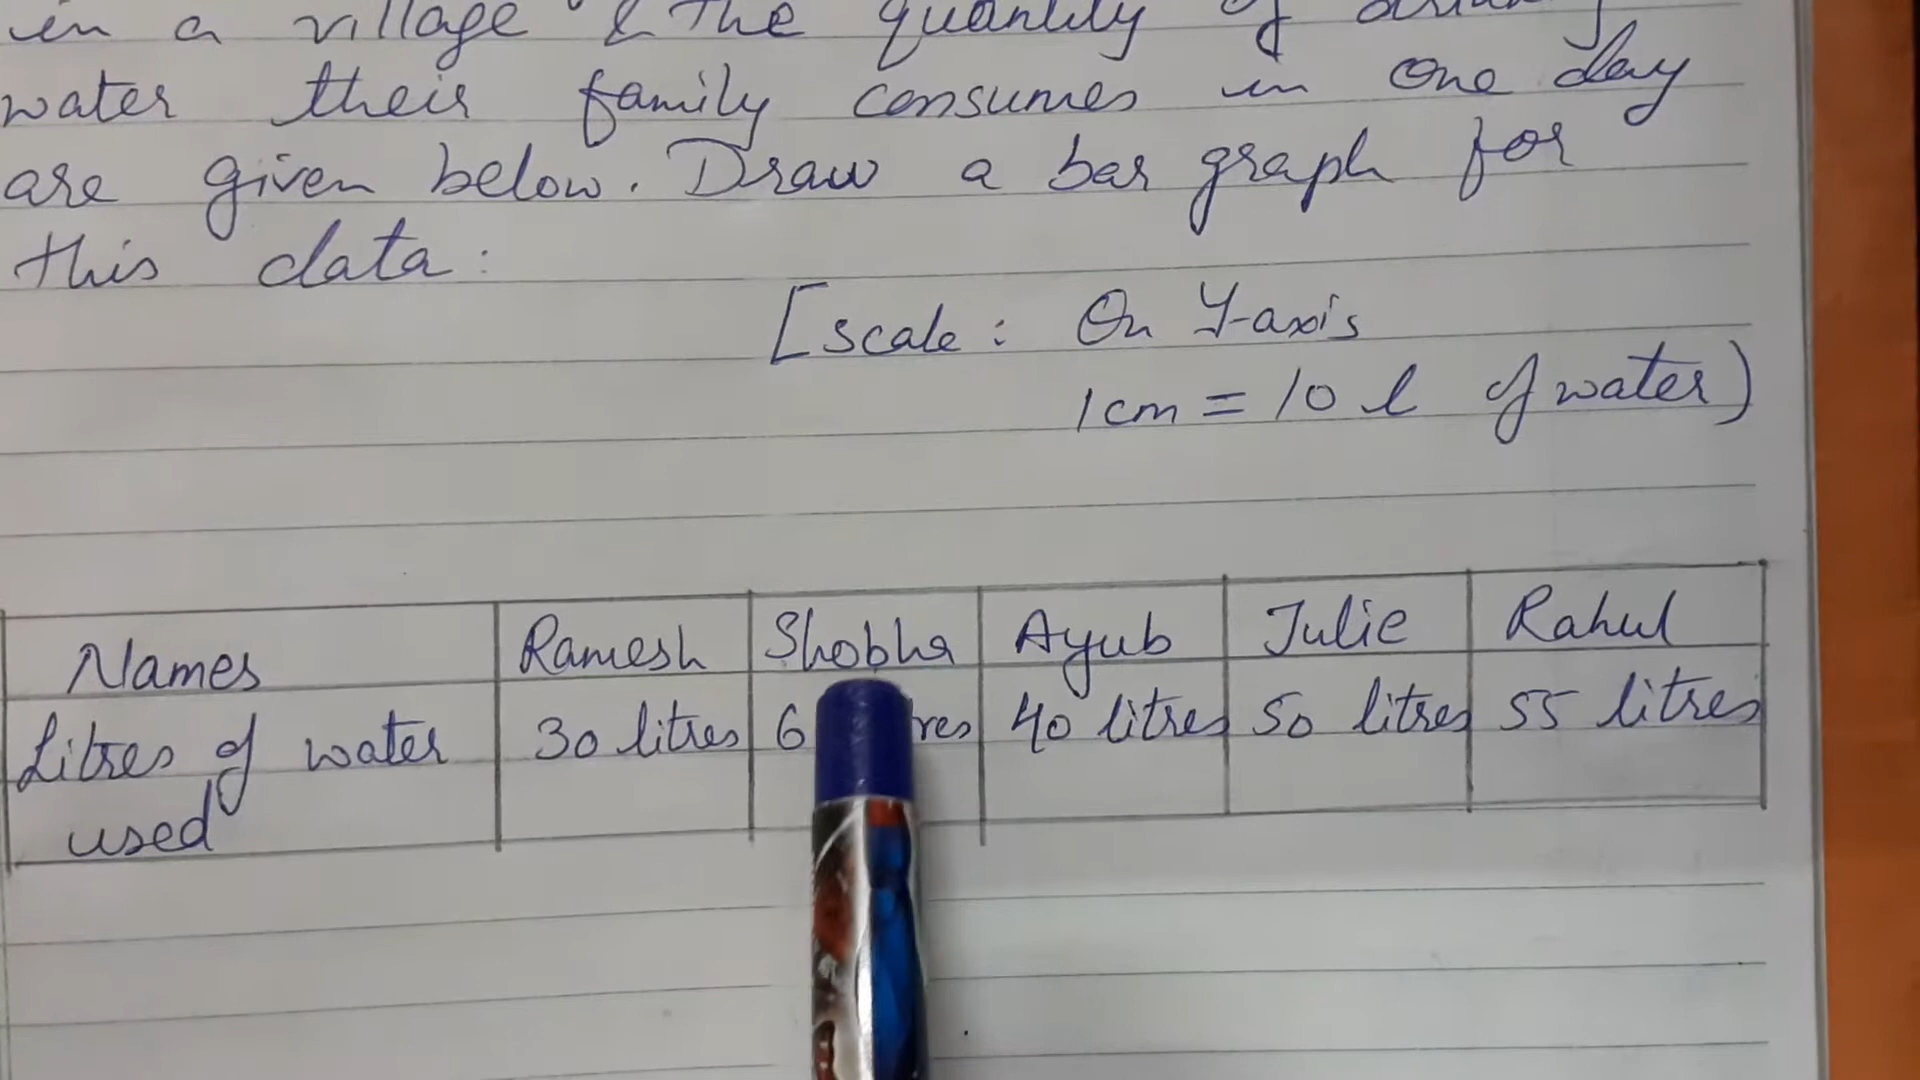 in a village & the quantity of
water their family consumes in one day
are given below. Draw a bar graph for
this data:
[scale: On Y-axis
1cm = 10 l of water)
Names Ramesh Shobha Ayub Julie Rahul
Litres of water 30 litres 6 res 40 litres 50 litres 55 litres
used